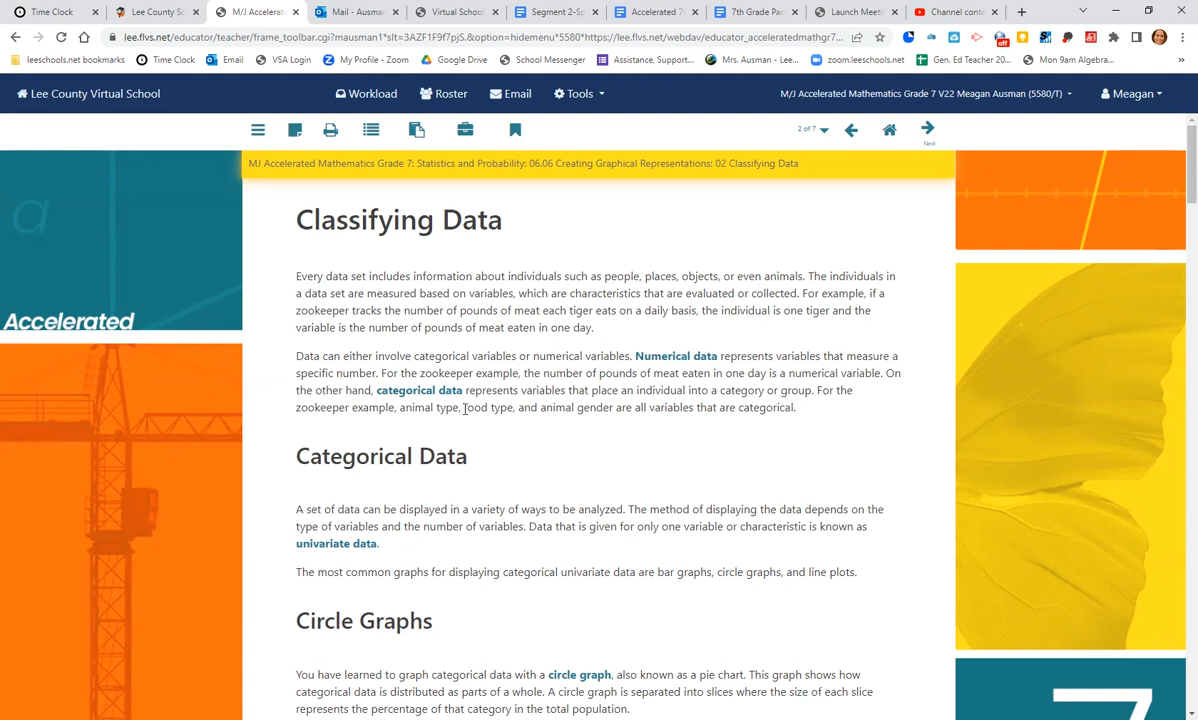 Time Clock
Lee County Sc
M/J Accelerat
Mail - Ausman
Virtual School
Segment 2-Sp
Accelerated 7t
7th Grade Pac
Launch Meeti
Channel conte
lee.flvs.net/educator/teacher/frame_toolbar.cgi?mausman1*slt=3AZF1F9f7pjS.&option=hidemenu*5580*https://lee.flvs.net/webdav/educator_acceleratedmathgr7...
off
leeschools.net bookmarks
Time Clock
Email
VSA Login
My Profile - Zoom
Google Drive
School Messenger
Assistance, Support...
Mrs. Ausman - Lee...
zoom.leeschools.net
Gen. Ed Teacher 20...
Mon 9am Algebra...
Lee County Virtual School
Workload
Roster
Email
Tools
M/J Accelerated Mathematics Grade 7 V22 Meagan Ausman (5580/T)
Meagan
2 of 7
Next
MJ Accelerated Mathematics Grade 7: Statistics and Probability: 06.06 Creating Graphical Representations: 02 Classifying Data
a
Accelerated
Classifying Data
Every data set includes information about individuals such as people, places, objects, or even animals. The individuals in
a data set are measured based on variables, which are characteristics that are evaluated or collected. For example, if a
zookeeper tracks the number of pounds of meat each tiger eats on a daily basis, the individual is one tiger and the
variable is the number of pounds of meat eaten in one day.
Data can either involve categorical variables or numerical variables. Numerical data represents variables that measure a
specific number. For the zookeeper example, the number of pounds of meat eaten in one day is a numerical variable. On
the other hand, categorical data represents variables that place an individual into a category or group. For the
zookeeper example, animal type, food type, and animal gender are all variables that are categorical.
Categorical Data
A set of data can be displayed in a variety of ways to be analyzed. The method of displaying the data depends on the
type of variables and the number of variables. Data that is given for only one variable or characteristic is known as
univariate data.
The most common graphs for displaying categorical univariate data are bar graphs, circle graphs, and line plots.
Circle Graphs
You have learned to graph categorical data with a circle graph, also known as a pie chart. This graph shows how
categorical data is distributed as parts of a whole. A circle graph is separated into slices where the size of each slice
represents the percentage of that category in the total population.
7